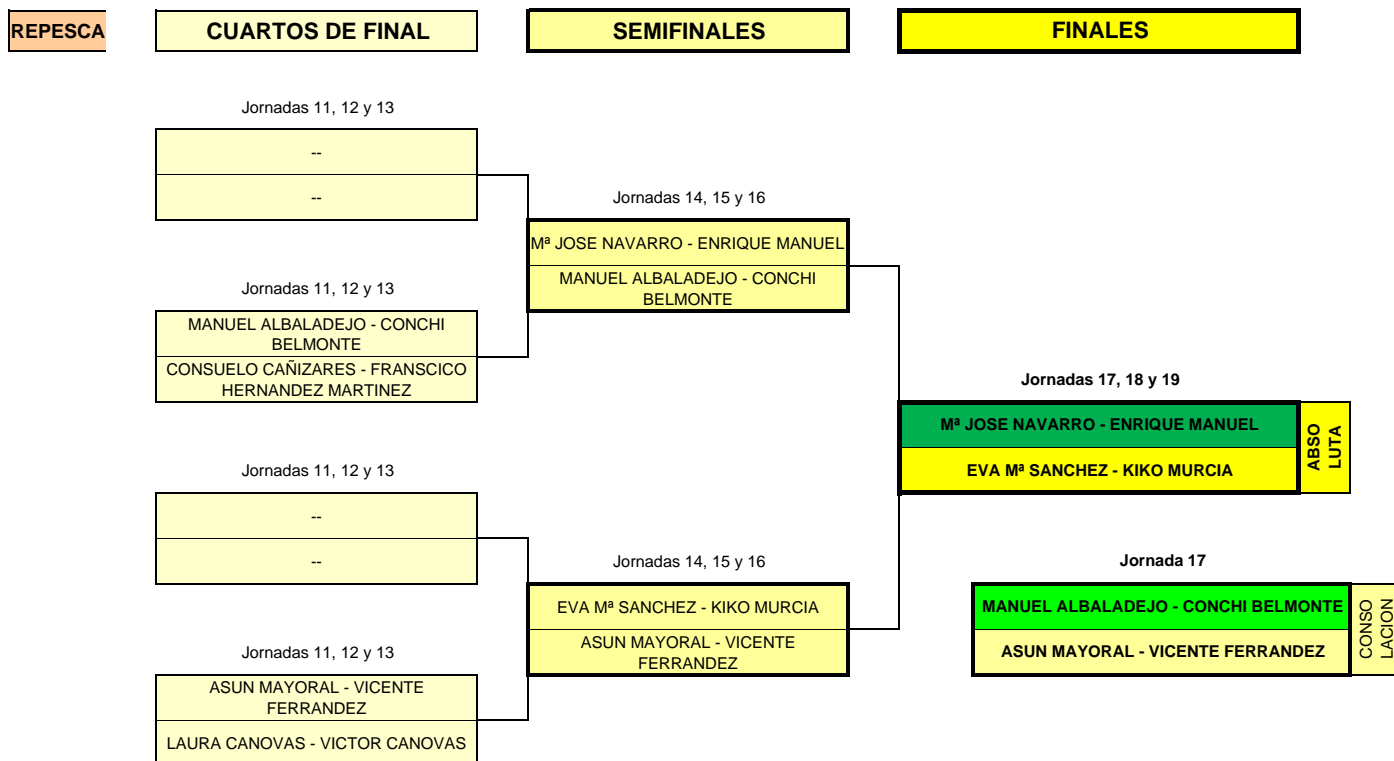 REPESCA
CUARTOS DE FINAL
SEMIFINALES
FINALES
Jornadas 11, 12 y 13
--
--
Jornadas 14, 15 y 16
Mª JOSE NAVARRO - ENRIQUE MANUEL
MANUEL ALBALADEJO - CONCHI
BELMONTE
Jornadas 11, 12 y 13
MANUEL ALBALADEJO - CONCHI
BELMONTE
CONSUELO CAÑIZARES - FRANSCICO
HERNANDEZ MARTINEZ
Jornadas 17, 18 y 19
Mª JOSE NAVARRO - ENRIQUE MANUEL
EVA Mª SANCHEZ - KIKO MURCIA
ABSO
LUTA
Jornadas 11, 12 y 13
--
--
Jornadas 14, 15 y 16
EVA Mª SANCHEZ - KIKO MURCIA
ASUN MAYORAL - VICENTE
FERRANDEZ
Jornada 17
MANUEL ALBALADEJO - CONCHI BELMONTE
ASUN MAYORAL - VICENTE FERRANDEZ
CONSO
LACION
Jornadas 11, 12 y 13
ASUN MAYORAL - VICENTE
FERRANDEZ
LAURA CANOVAS - VICTOR CANOVAS